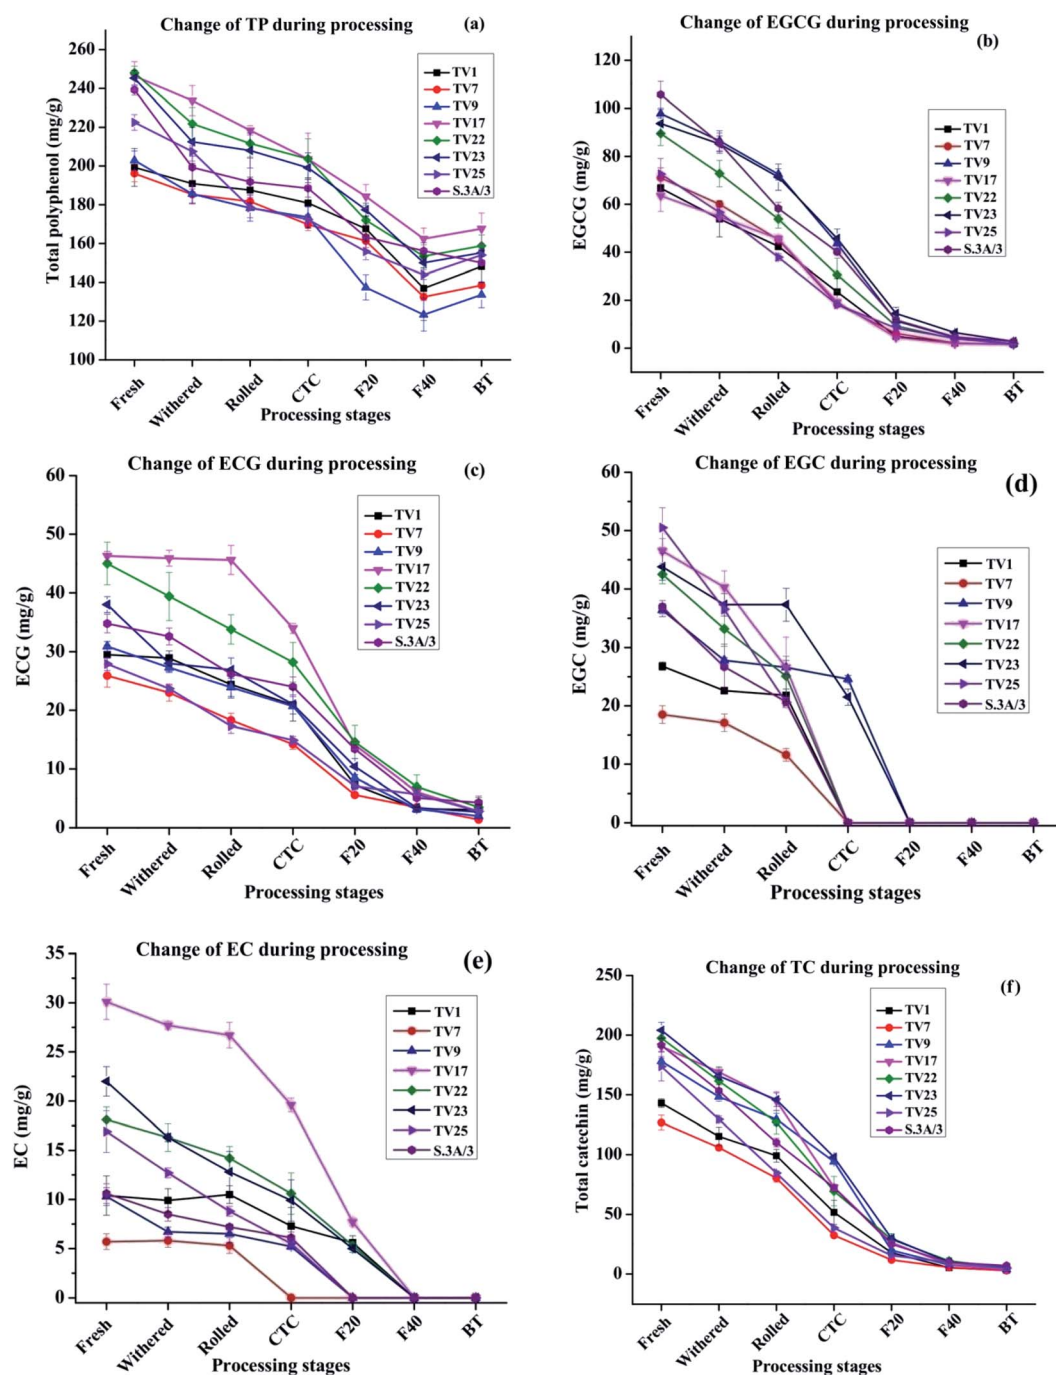 Change of TP during processing
(a)
260
240
220
200
180
160
140
120
100
Total polyphenol (mg/g)
TV1
TV7
TV9
TV17
TV22
TV23
TV25
S.3A/3
Fresh
Withered
Rolled
CTC
F20
F40
BT
Processing stages
Change of EGCG during processing
(b)
120
100
80
60
40
20
0
EGCG (mg/g)
TV1
TV7
TV9
TV17
TV22
TV23
TV25
S.3A/3
Fresh
Withered
Rolled
CTC
F20
F40
BT
Processing stages
Change of ECG during processing
(c)
60
50
40
30
20
10
0
ECG (mg/g)
TV1
TV7
TV9
TV17
TV22
TV23
TV25
S.3A/3
Fresh
Withered
Rolled
CTC
F20
F40
BT
Processing stages
Change of EGC during processing
(d)
60
50
40
30
20
10
0
EGC (mg/g)
TV1
TV7
TV9
TV17
TV22
TV23
TV25
S.3A/3
Fresh
Withered
Rolled
CTC
F20
F40
BT
Processing stages
Change of EC during processing
(e)
35
30
25
20
15
10
5
0
EC (mg/g)
TV1
TV7
TV9
TV17
TV22
TV23
TV25
S.3A/3
Fresh
Withered
Rolled
CTC
F20
F40
BT
Processing stages
Change of TC during processing
(f)
250
200
150
100
50
0
Total catechin (mg/g)
TV1
TV7
TV9
TV17
TV22
TV23
TV25
S.3A/3
Fresh
Withered
Rolled
CTC
F20
F40
BT
Processing stages